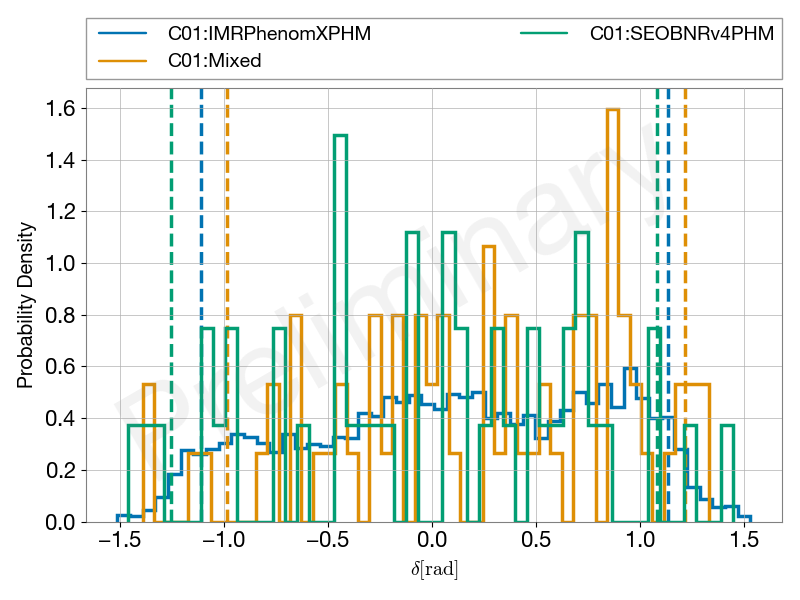 C01:IMRPhenomXPHM
C01:Mixed
C01:SEOBNRv4PHM
Preliminary
Probability Density
1.6
1.4
1.2
1.0
0.8
0.6
0.4
0.2
0.0
−1.5 −1.0 −0.5 0.0 0.5 1.0 1.5
δ[rad]